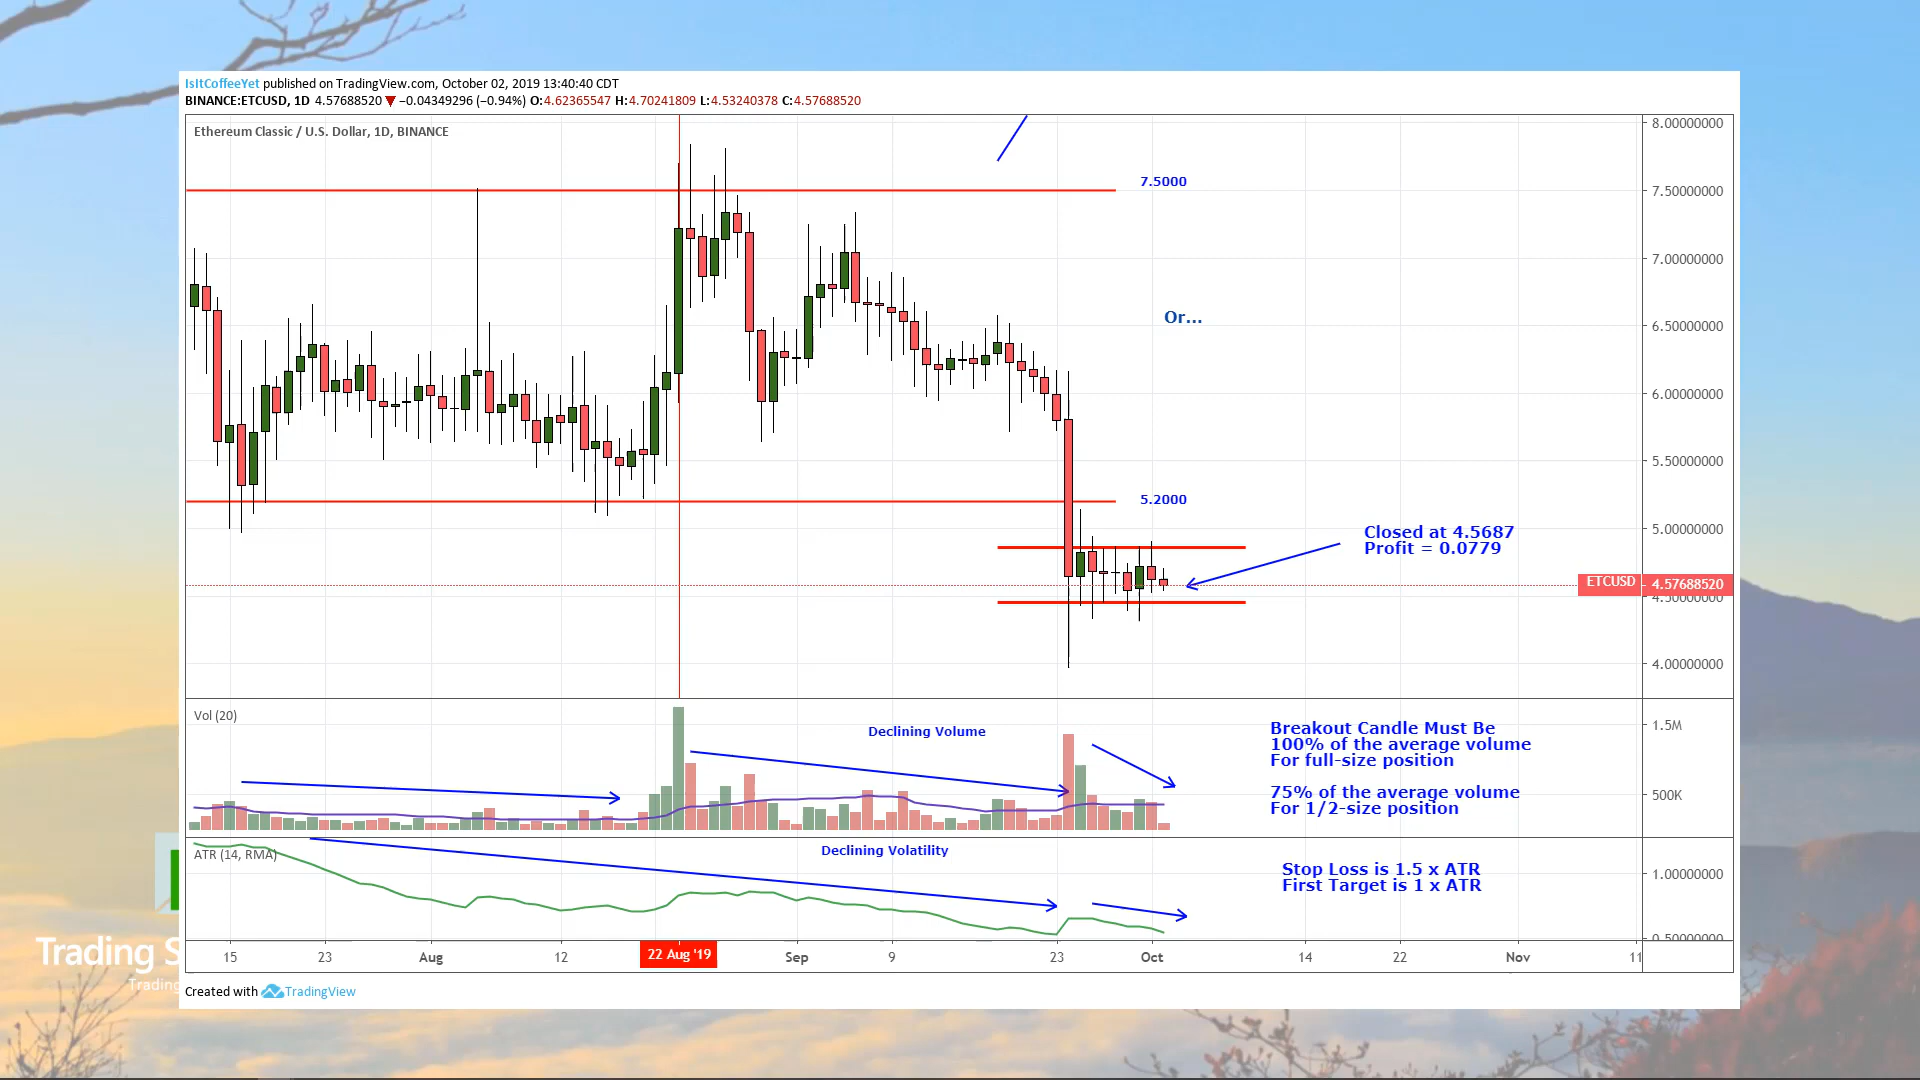 IsItCoffeeYet published on TradingView.com, October 02, 2019 13:40:40 CDT
BINANCE:ETCUSD, 1D 4.57688520 ▼ −0.04349296 (−0.94%) O:4.62365547 H:4.70241809 L:4.53240378 C:4.57688520
Ethereum Classic / U.S. Dollar, 1D, BINANCE
8.00000000
7.5000
7.50000000
7.00000000
Or...
6.50000000
6.00000000
5.50000000
5.2000
5.00000000
Closed at 4.5687
Profit = 0.0779
ETCUSD
4.57688520
4.50000000
4.00000000
Vol (20)
Declining Volume
Breakout Candle Must Be
100% of the average volume
For full-size position
75% of the average volume
For 1/2-size position
1.5M
500K
ATR (14, RMA)
Declining Volatility
Stop Loss is 1.5 x ATR
First Target is 1 x ATR
1.00000000
0.50000000
15 23 Aug 12 22 Aug '19 Sep 9 23 Oct 14 22 Nov 11
Created with TradingView
Trading S
Trading